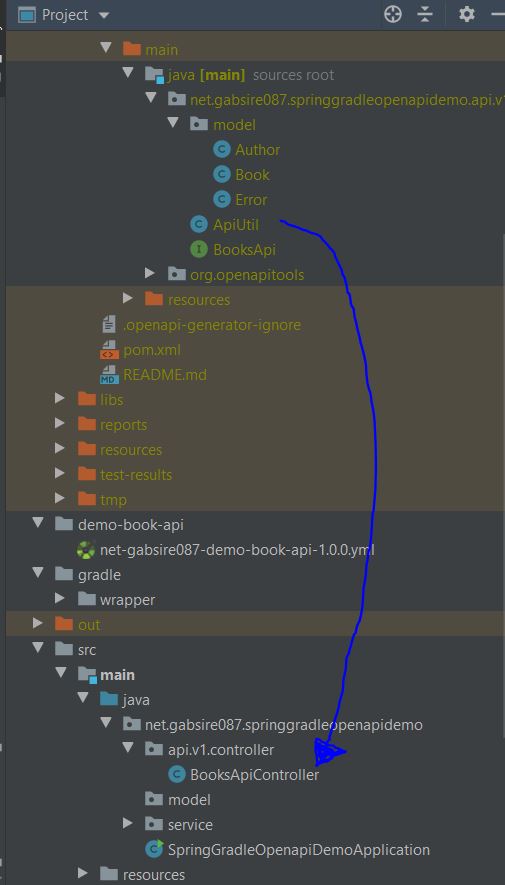 Project
main
java [main] sources root
net.gabsire087.springgradleopenapidemo.api.v1
model
C Author
C Book
C Error
C ApiUtil
I BooksApi
org.openapitools
resources
.openapi-generator-ignore
pom.xml
MD README.md
libs
reports
resources
test-results
tmp
demo-book-api
net-gabsire087-demo-book-api-1.0.0.yml
gradle
wrapper
out
src
main
java
net.gabsire087.springgradleopenapidemo
api.v1.controller
C BooksApiController
model
service
SpringGradleOpenapiDemoApplication
resources